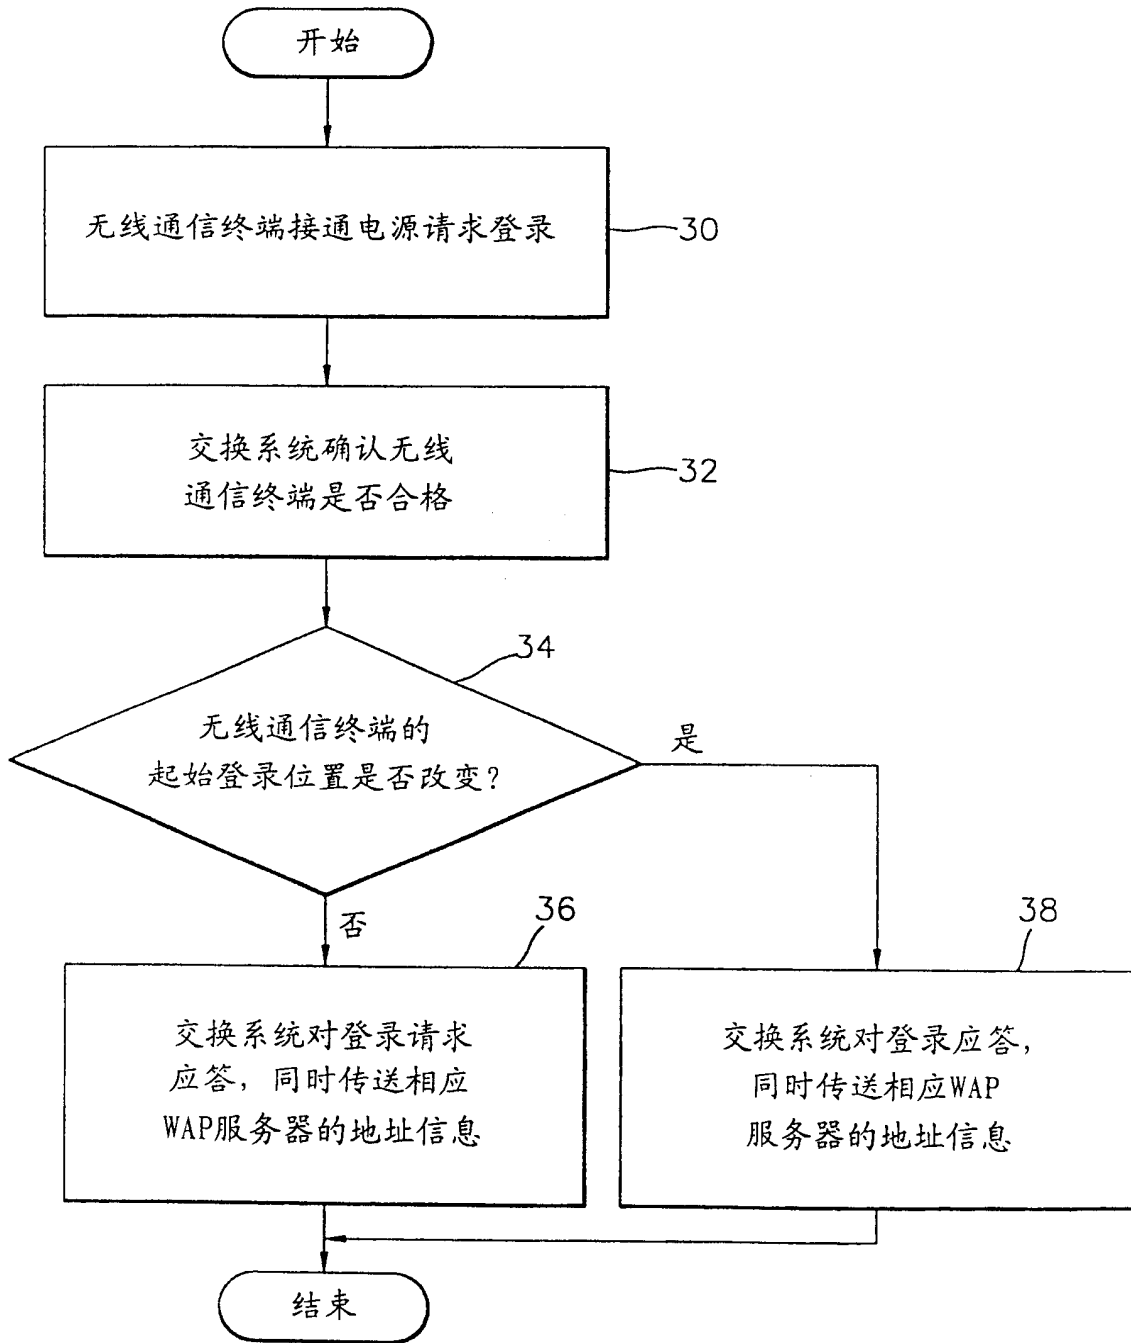 开始
无线通信终端接通电源请求登录
30
交换系统确认无线
通信终端是否合格
32
34
无线通信终端的
起始登录位置是否改变?
是
否
36
38
交换系统对登录请求
应答，同时传送相应
WAP服务器的地址信息
交换系统对登录应答，
同时传送相应WAP
服务器的地址信息
结束